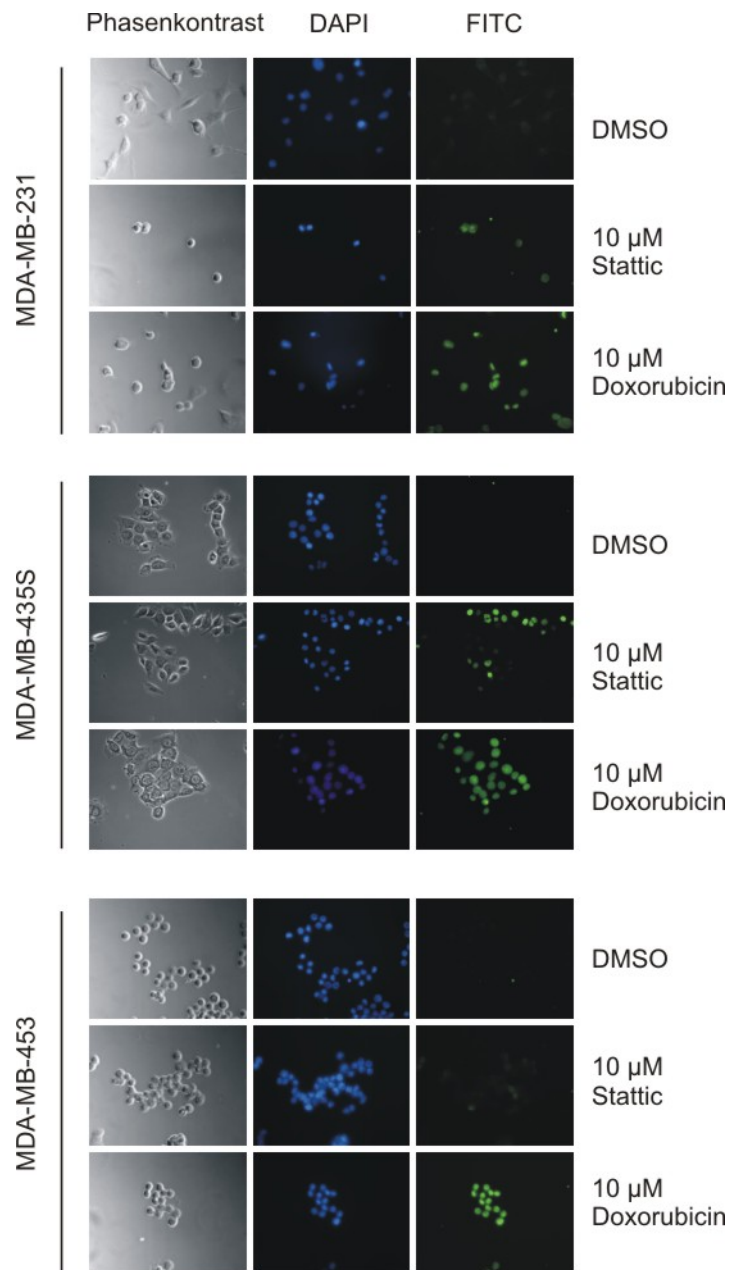 Phasenkontrast DAPI FITC
MDA-MB-231
DMSO
10 µM
Stattic
10 µM
Doxorubicin
MDA-MB-435S
DMSO
10 µM
Stattic
10 µM
Doxorubicin
MDA-MB-453
DMSO
10 µM
Stattic
10 µM
Doxorubicin